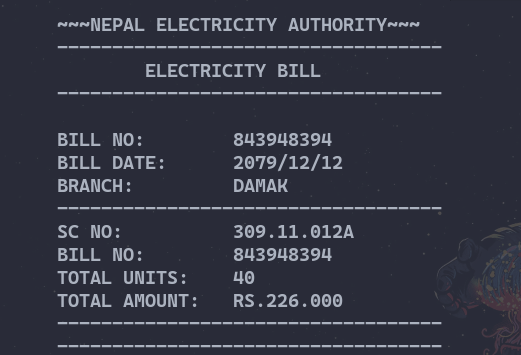 ~~~NEPAL ELECTRICITY AUTHORITY~~~
-----------------------------------
ELECTRICITY BILL
-----------------------------------
BILL NO: 843948394
BILL DATE: 2079/12/12
BRANCH: DAMAK
-----------------------------------
SC NO: 309.11.012A
BILL NO: 843948394
TOTAL UNITS: 40
TOTAL AMOUNT: RS.226.000
-----------------------------------
-----------------------------------